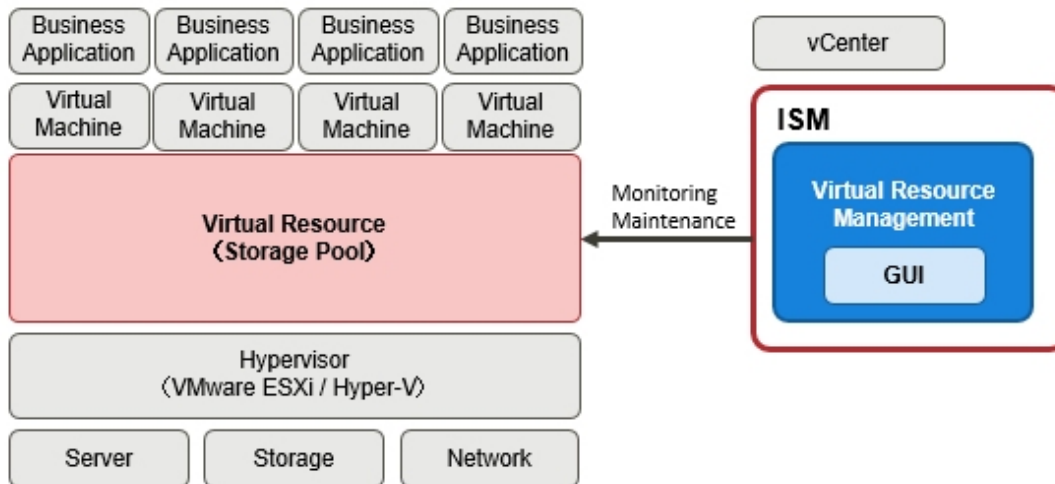 Business
Application
Business
Application
Business
Application
Business
Application
vCenter
Virtual
Machine
Virtual
Machine
Virtual
Machine
Virtual
Machine
ISM
Virtual Resource
Management
GUI
Monitoring
Maintenance
Virtual Resource
（Storage Pool）
Hypervisor
（VMware ESXi / Hyper-V）
Server
Storage
Network